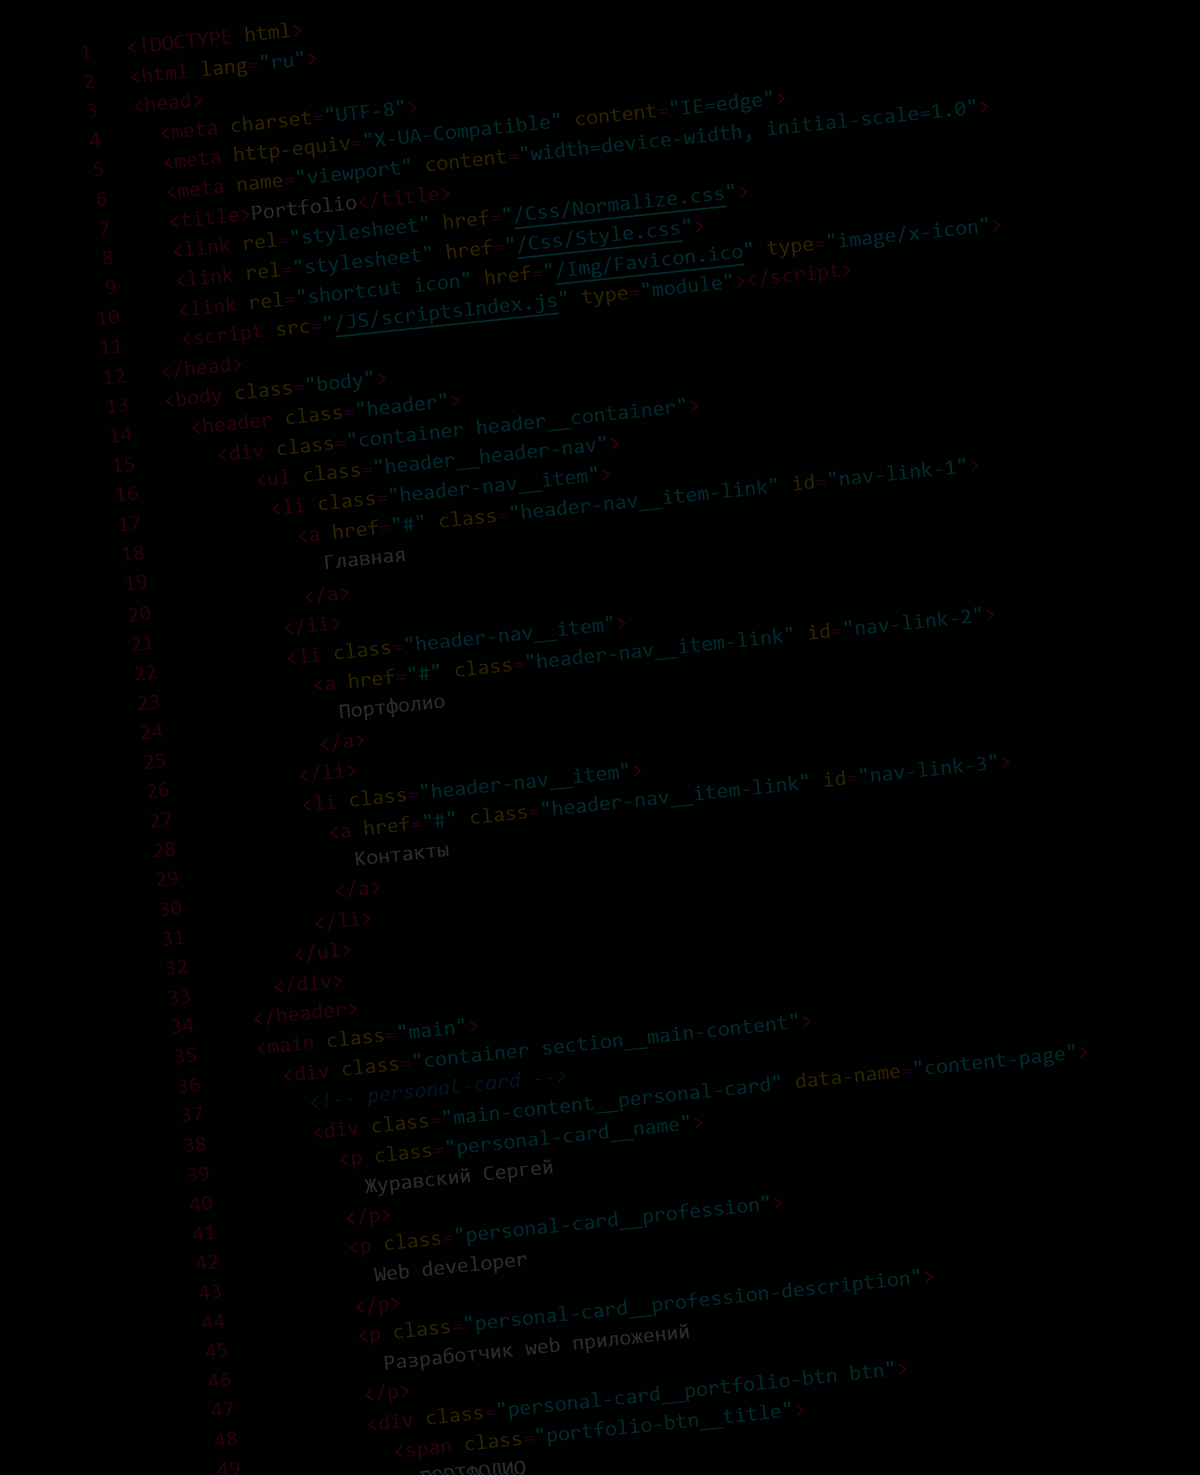 1 <!DOCTYPE html>
2 <html lang="ru">
3 <head>
4 <meta charset="UTF-8">
5 <meta http-equiv="X-UA-Compatible" content="IE=edge">
6 <meta name="viewport" content="width=device-width, initial-scale=1.0">
7 <title>Portfolio</title>
8 <link rel="stylesheet" href="/Css/Normalize.css">
9 <link rel="stylesheet" href="/Css/Style.css">
10 <link rel="shortcut icon" href="/Img/Favicon.ico" type="image/x-icon">
11 <script src="/JS/scriptsIndex.js" type="module"></script>
12 </head>
13 <body class="body">
14 <header class="header">
15 <div class="container header__container">
16 <ul class="header__header-nav">
17 <li class="header-nav__item">
18 <a href="#" class="header-nav__item-link" id="nav-link-1">
19 Главная
20 </a>
21 </li>
22 <li class="header-nav__item">
23 <a href="#" class="header-nav__item-link" id="nav-link-2">
24 Портфолио
25 </a>
26 </li>
27 <li class="header-nav__item">
28 <a href="#" class="header-nav__item-link" id="nav-link-3">
29 Контакты
30 </a>
31 </li>
32 </ul>
33 </div>
34 </header>
35 <main class="main">
36 <div class="container section__main-content">
37 <!-- personal-card -->
38 <div class="main-content__personal-card" data-name="content-page">
39 <p class="personal-card__name">
40 Журавский Сергей
41 </p>
42 <p class="personal-card__profession">
43 Web developer
44 </p>
45 <p class="personal-card__profession-description">
46 Разработчик web приложений
47 </p>
48 <div class="personal-card__portfolio-btn btn">
49 <span class="portfolio-btn__title">
ПОРТФОЛИО